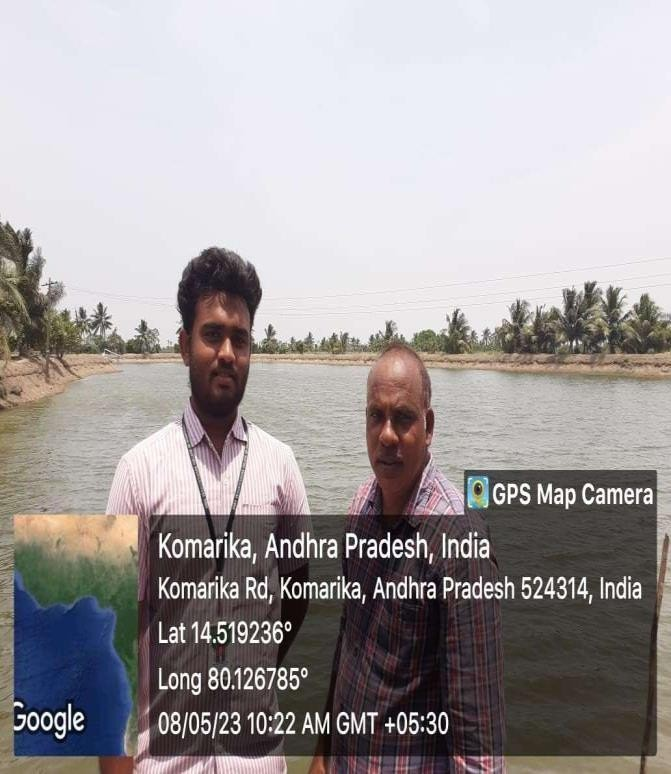 GPS Map Camera
Komarika, Andhra Pradesh, India
Komarika Rd, Komarika, Andhra Pradesh 524314, India
Lat 14.519236°
Long 80.126785°
08/05/23 10:22 AM GMT +05:30
Google